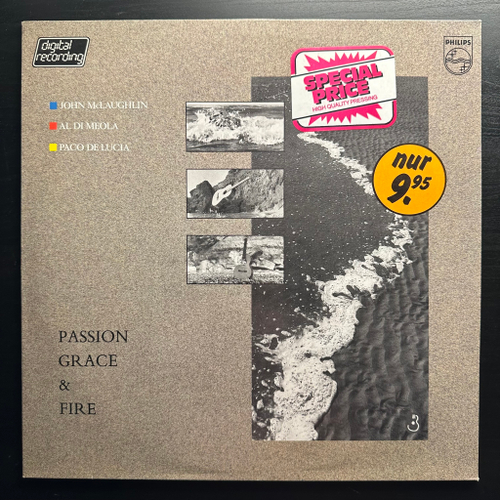 digital
recording
PHILIPS
JOHN McLAUGHLIN
AL DI MEOLA
PACO DE LUCIA
SPECIAL
PRICE
HIGH QUALITY PRESSING
nur
9.95
PASSION
GRACE
&
FIRE